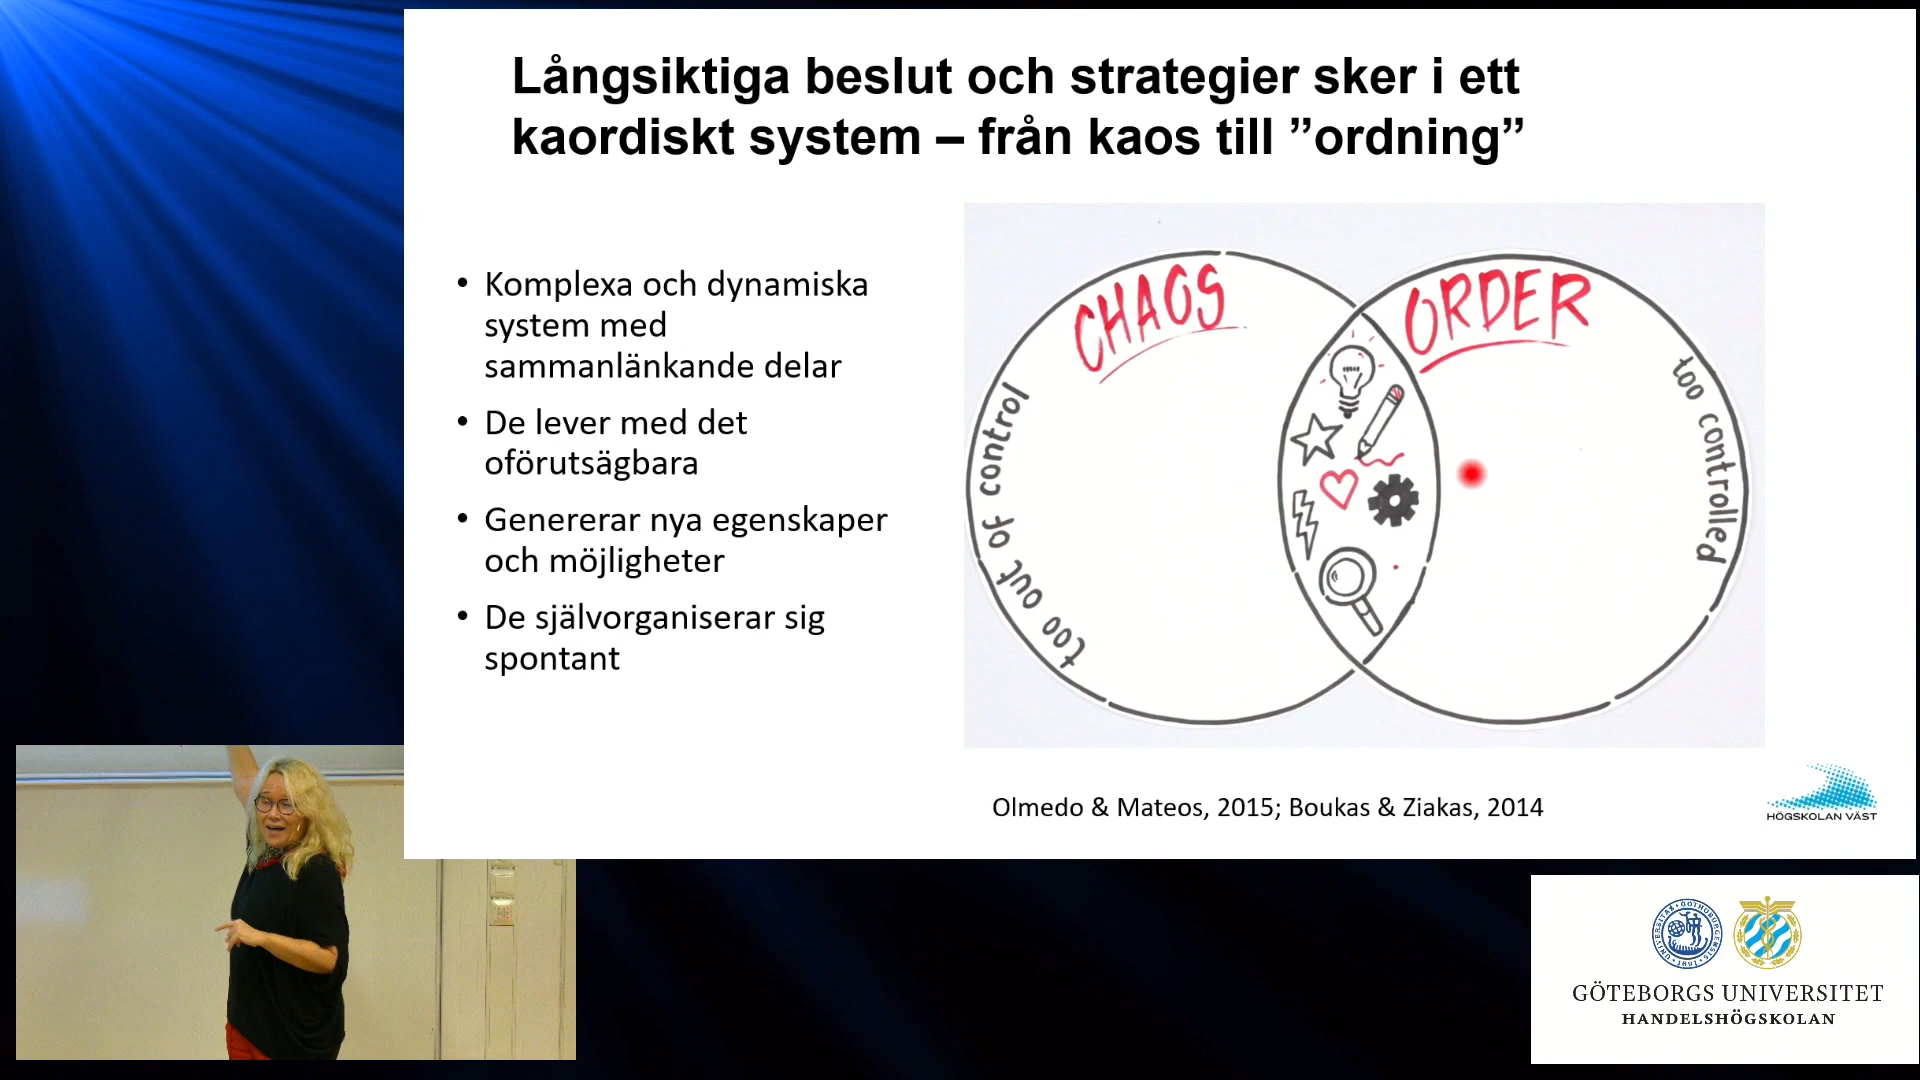 Långsiktiga beslut och strategier sker i ett
kaordiskt system – från kaos till ”ordning”
• Komplexa och dynamiska
system med
sammanlänkande delar
• De lever med det
oförutsägbara
• Genererar nya egenskaper
och möjligheter
• De självorganiserar sig
spontant
CHAOS
ORDER
too out of control
too controlled
Olmedo & Mateos, 2015; Boukas & Ziakas, 2014
HÖGSKOLAN VÄST
GÖTEBORGS UNIVERSITET
HANDELSHÖGSKOLAN